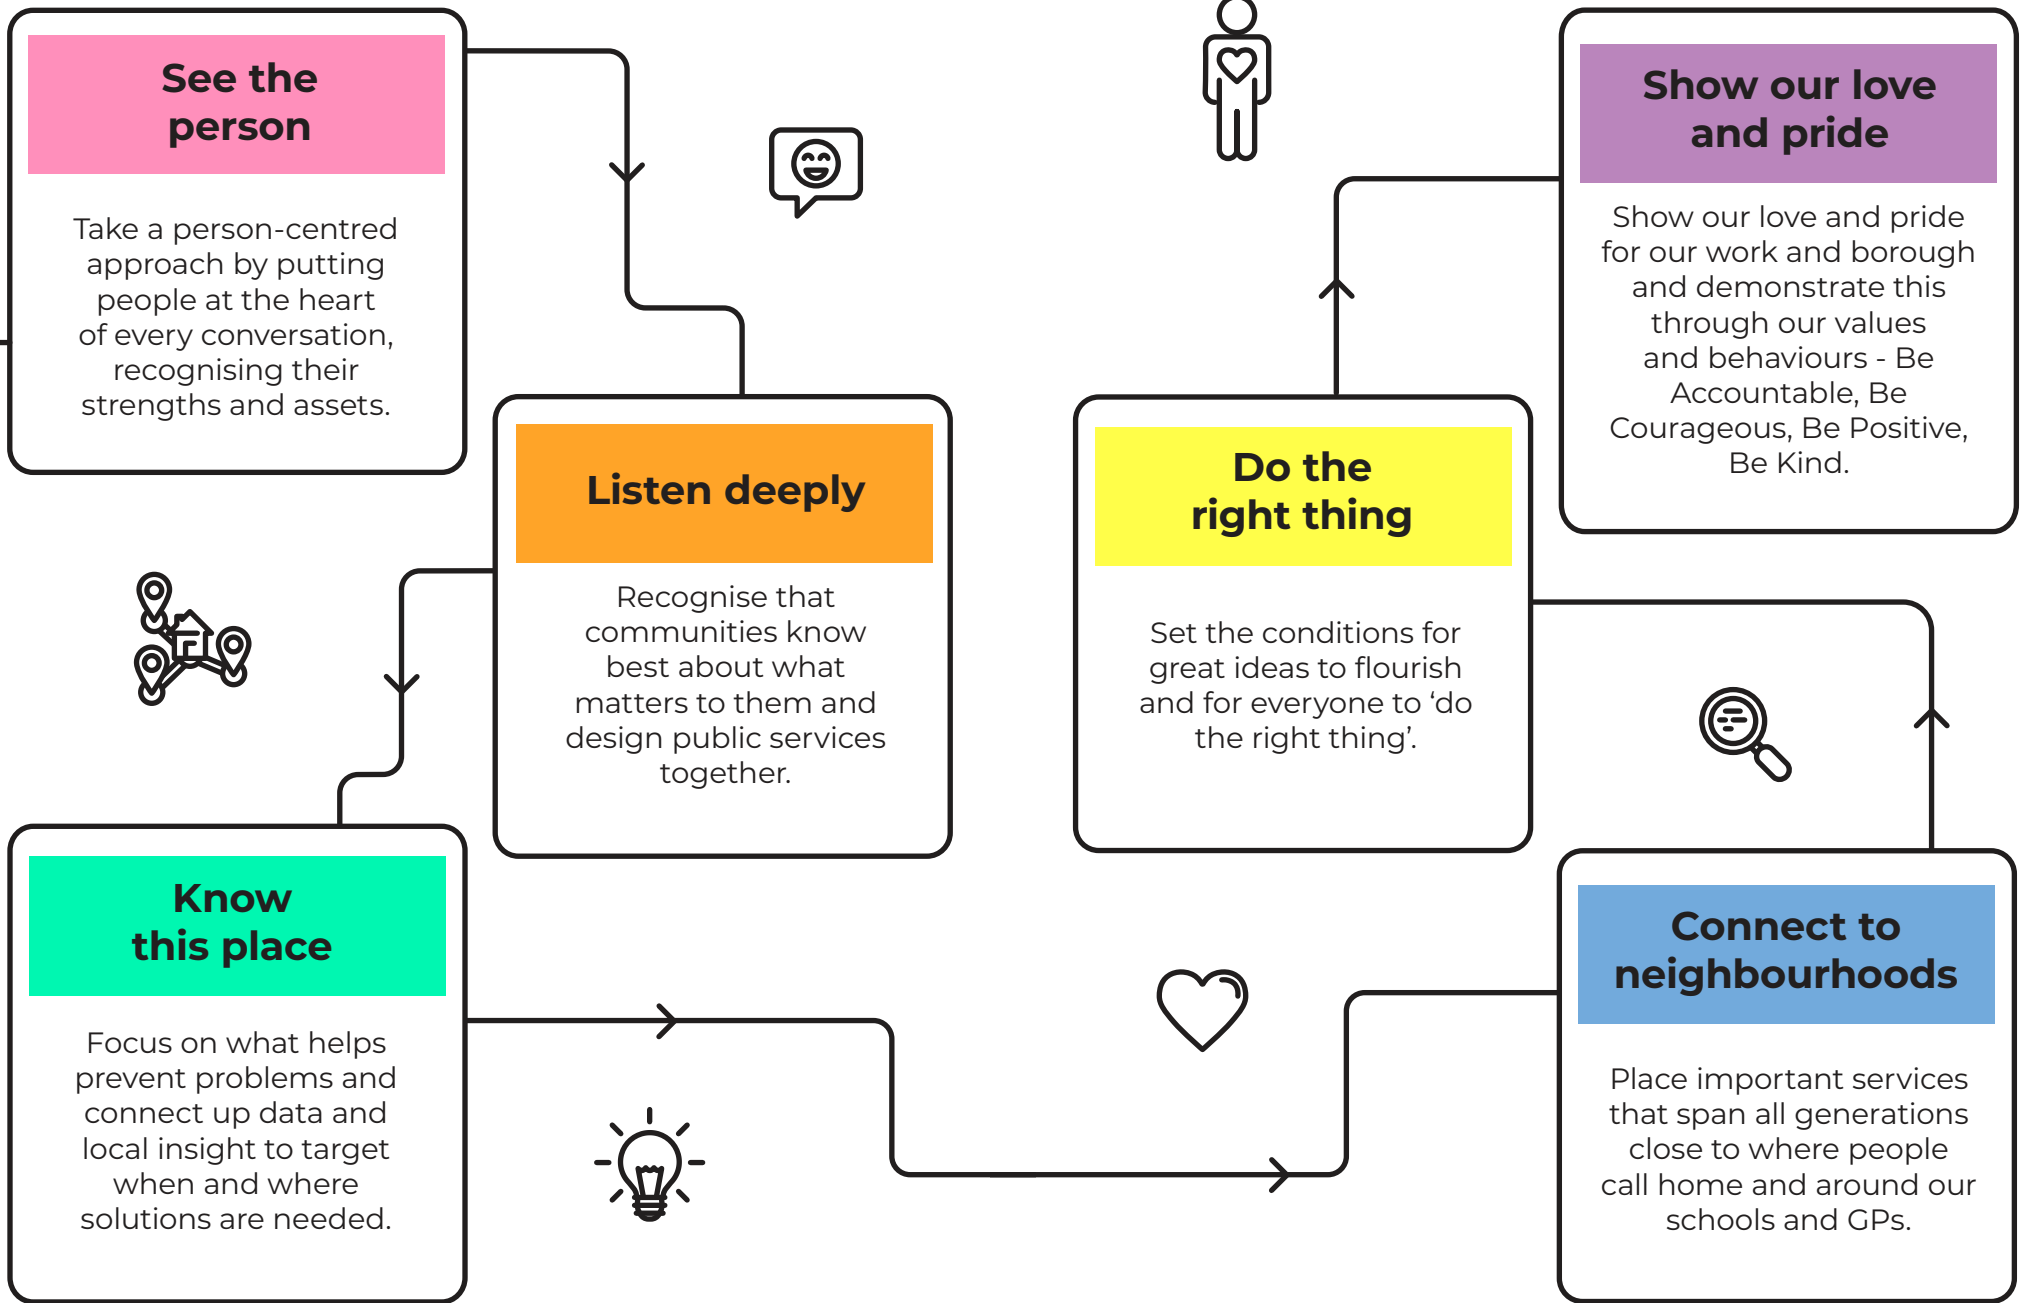 See the
person
Take a person-centred
approach by putting
people at the heart
of every conversation,
recognising their
strengths and assets.
Listen deeply
Recognise that
communities know
best about what
matters to them and
design public services
together.
Know
this place
Focus on what helps
prevent problems and
connect up data and
local insight to target
when and where
solutions are needed.
Connect to
neighbourhoods
Place important services
that span all generations
close to where people
call home and around our
schools and GPs.
Do the
right thing
Set the conditions for
great ideas to flourish
and for everyone to ‘do
the right thing’.
Show our love
and pride
Show our love and pride
for our work and borough
and demonstrate this
through our values
and behaviours - Be
Accountable, Be
Courageous, Be Positive,
Be Kind.